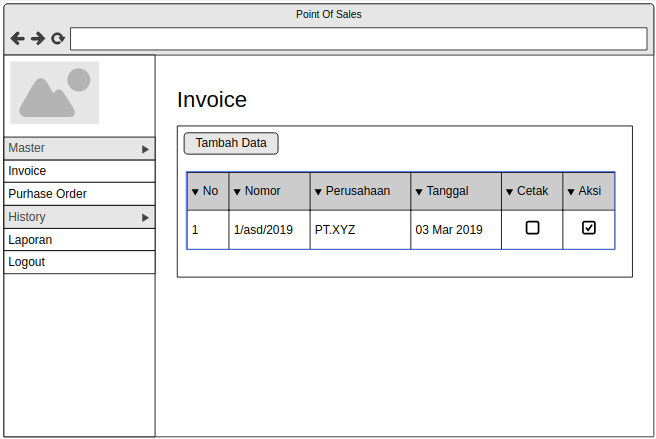 Point Of Sales
Master
Invoice
Purhase Order
History
Laporan
Logout
Invoice
Tambah Data
No Nomor Perusahaan Tanggal Cetak Aksi
1 1/asd/2019 PT.XYZ 03 Mar 2019